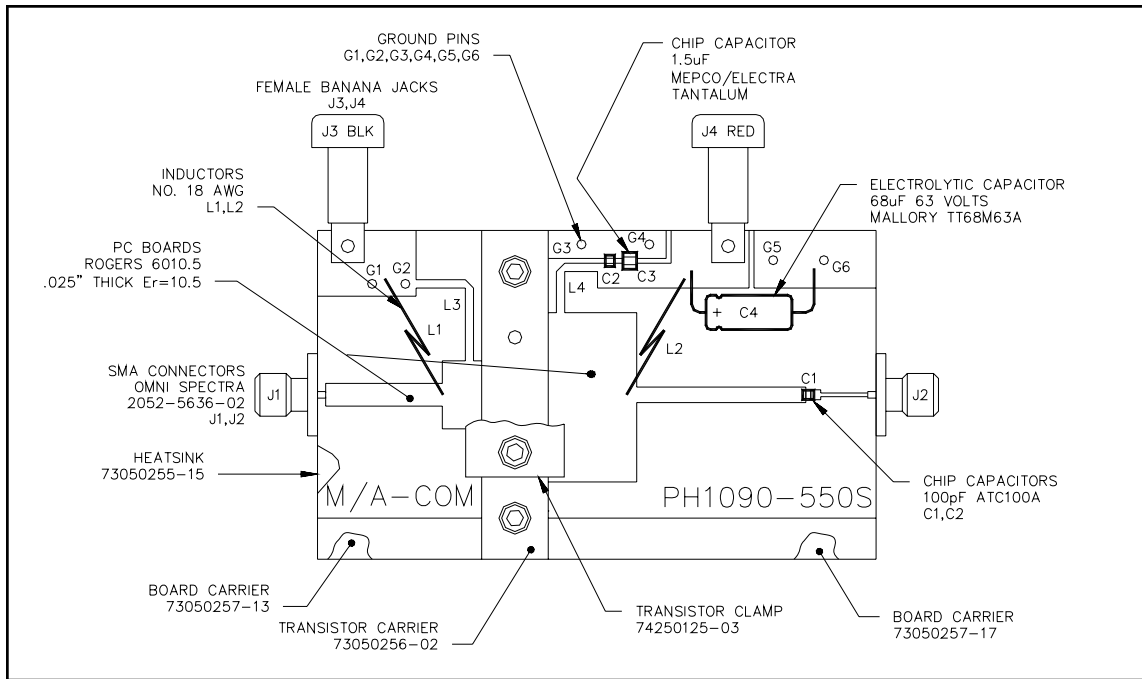 GROUND PINS
G1,G2,G3,G4,G5,G6
CHIP CAPACITOR
1.5uF
MEPCO/ELECTRA
TANTALUM
FEMALE BANANA JACKS
J3,J4
J3 BLK
J4 RED
INDUCTORS
NO. 18 AWG
L1,L2
ELECTROLYTIC CAPACITOR
68uF 63 VOLTS
MALLORY TT68M63A
PC BOARDS
ROGERS 6010.5
.025" THICK Er=10.5
G1
G2
G3
G4
G5
G6
C2
C3
L3
L4
L1
L2
+ C4
C1
SMA CONNECTORS
OMNI SPECTRA
2052-5636-02
J1,J2
J1
J2
HEATSINK
73050255-15
M/A-COM
PH1090-550S
CHIP CAPACITORS
100pF ATC100A
C1,C2
BOARD CARRIER
73050257-13
TRANSISTOR CARRIER
73050256-02
TRANSISTOR CLAMP
74250125-03
BOARD CARRIER
73050257-17